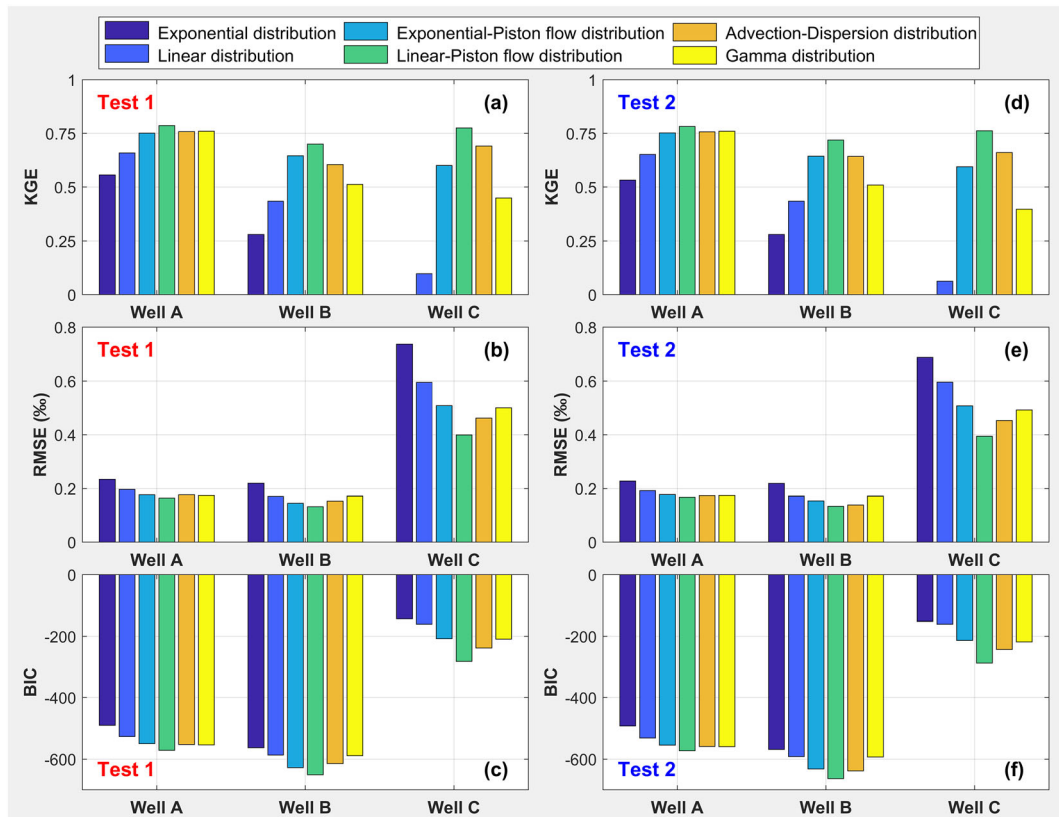 Exponential distribution
Exponential-Piston flow distribution
Advection-Dispersion distribution
Linear distribution
Linear-Piston flow distribution
Gamma distribution
1
Test 1
(a)
0.75
KGE
0.5
0.25
0
Well A
Well B
Well C
1
Test 2
(d)
0.75
KGE
0.5
0.25
0
Well A
Well B
Well C
0.8
Test 1
(b)
0.6
RMSE (‰)
0.4
0.2
0
Well A
Well B
Well C
0.8
Test 2
(e)
0.6
RMSE (‰)
0.4
0.2
0
Well A
Well B
Well C
0
-200
BIC
-400
-600
Test 1
(c)
Well A
Well B
Well C
0
-200
BIC
-400
-600
Test 2
(f)
Well A
Well B
Well C